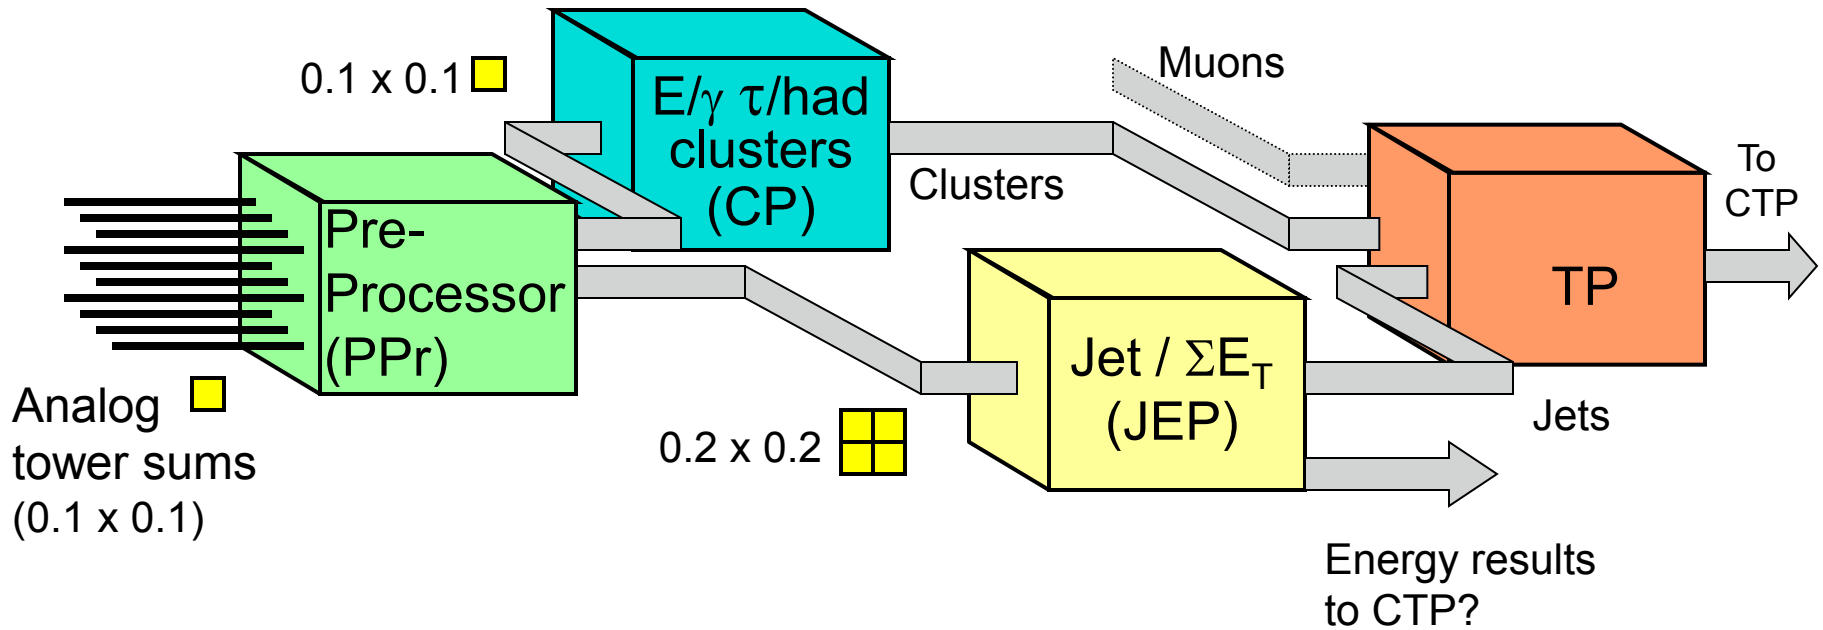 0.1 x 0.1
E/γ τ/had
clusters
(CP)
Muons
Clusters
To
CTP
Pre-
Processor
(PPr)
TP
Analog
tower sums
(0.1 x 0.1)
0.2 x 0.2
Jet / ΣE_T
(JEP)
Jets
Energy results
to CTP?